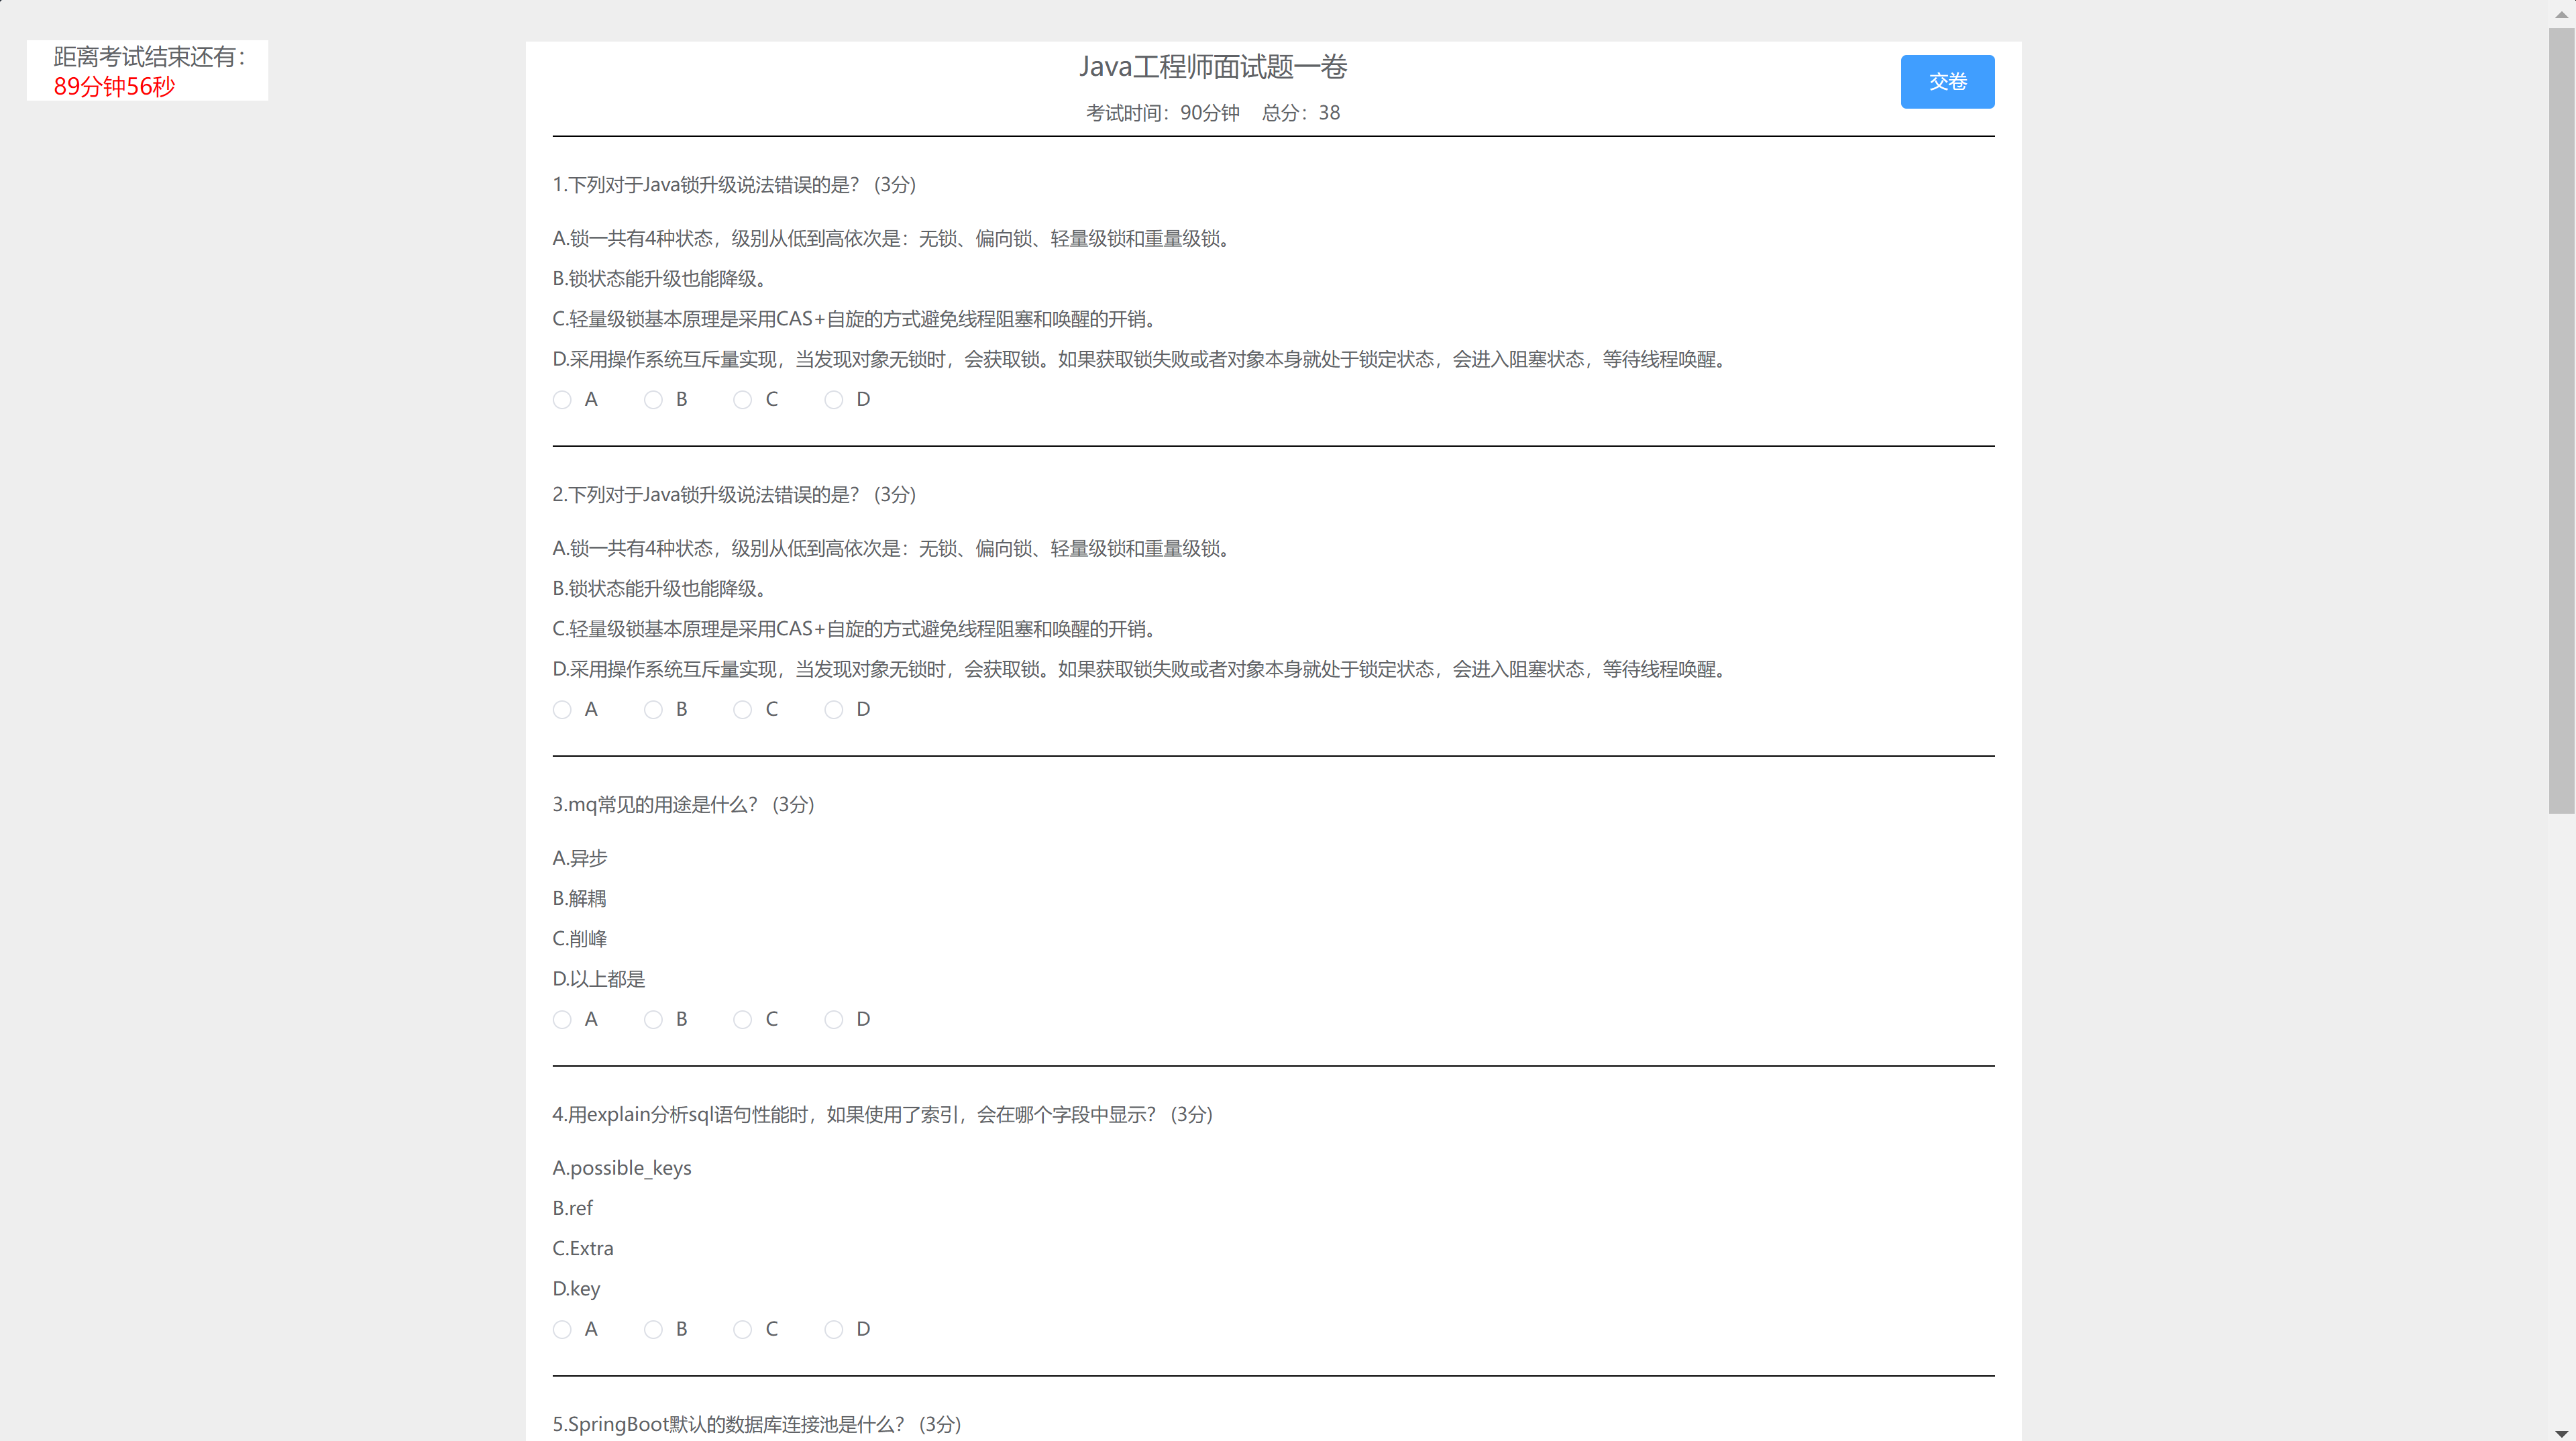 距离考试结束还有：
89分钟56秒
Java工程师面试题一卷
交卷
考试时间：90分钟 总分：38
1.下列对于Java锁升级说法错误的是？ (3分)
A.锁一共有4种状态，级别从低到高依次是：无锁、偏向锁、轻量级锁和重量级锁。
B.锁状态能升级也能降级。
C.轻量级锁基本原理是采用CAS+自旋的方式避免线程阻塞和唤醒的开销。
D.采用操作系统互斥量实现，当发现对象无锁时，会获取锁。如果获取锁失败或者对象本身就处于锁定状态，会进入阻塞状态，等待线程唤醒。
A B C D
2.下列对于Java锁升级说法错误的是？ (3分)
A.锁一共有4种状态，级别从低到高依次是：无锁、偏向锁、轻量级锁和重量级锁。
B.锁状态能升级也能降级。
C.轻量级锁基本原理是采用CAS+自旋的方式避免线程阻塞和唤醒的开销。
D.采用操作系统互斥量实现，当发现对象无锁时，会获取锁。如果获取锁失败或者对象本身就处于锁定状态，会进入阻塞状态，等待线程唤醒。
A B C D
3.mq常见的用途是什么？ (3分)
A.异步
B.解耦
C.削峰
D.以上都是
A B C D
4.用explain分析sql语句性能时，如果使用了索引，会在哪个字段中显示？ (3分)
A.possible_keys
B.ref
C.Extra
D.key
A B C D
5.SpringBoot默认的数据库连接池是什么？ (3分)